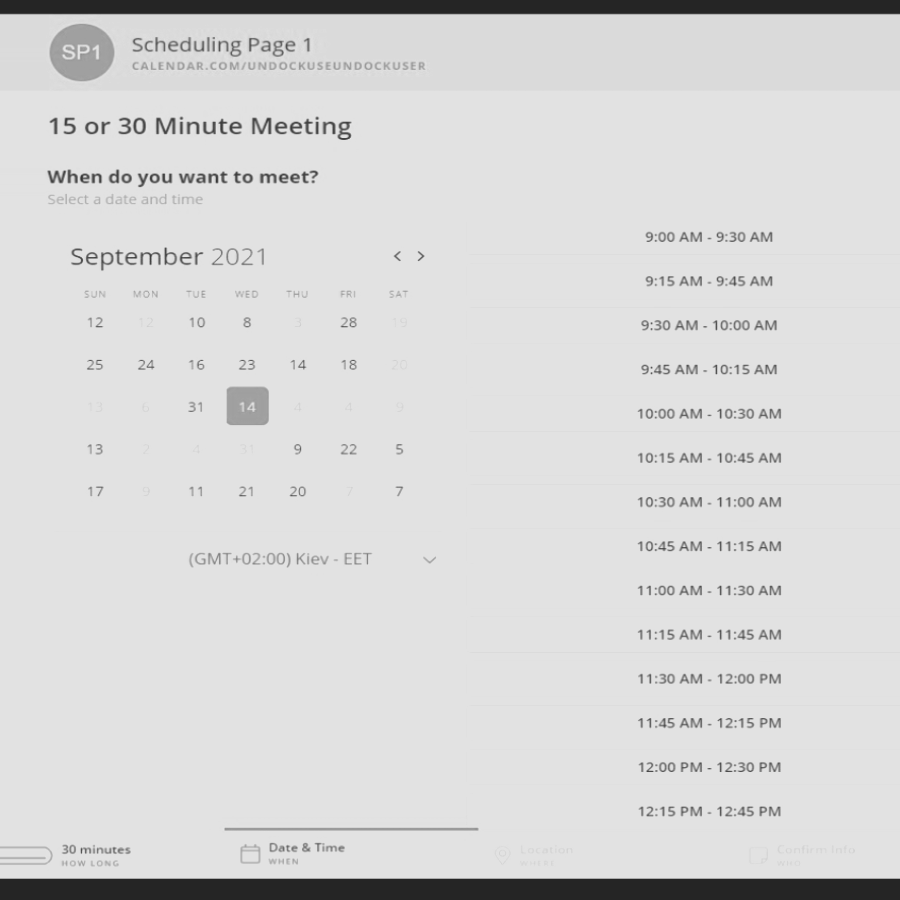 SP1
Scheduling Page 1
CALENDAR.COM/UNDOCKUSEUNDOCKUSER
15 or 30 Minute Meeting
When do you want to meet?
Select a date and time
September 2021 < >
SUN MON TUE WED THU FRI SAT
12 12 10 8 3 28 19
25 24 16 23 14 18 20
13 6 31 14 4 4 9
13 2 4 31 9 22 5
17 9 11 21 20 7 7
(GMT+02:00) Kiev - EET
9:00 AM - 9:30 AM
9:15 AM - 9:45 AM
9:30 AM - 10:00 AM
9:45 AM - 10:15 AM
10:00 AM - 10:30 AM
10:15 AM - 10:45 AM
10:30 AM - 11:00 AM
10:45 AM - 11:15 AM
11:00 AM - 11:30 AM
11:15 AM - 11:45 AM
11:30 AM - 12:00 PM
11:45 AM - 12:15 PM
12:00 PM - 12:30 PM
12:15 PM - 12:45 PM
30 minutes
HOW LONG
Date & Time
WHEN
Location
WHERE
Confirm Info
WHO